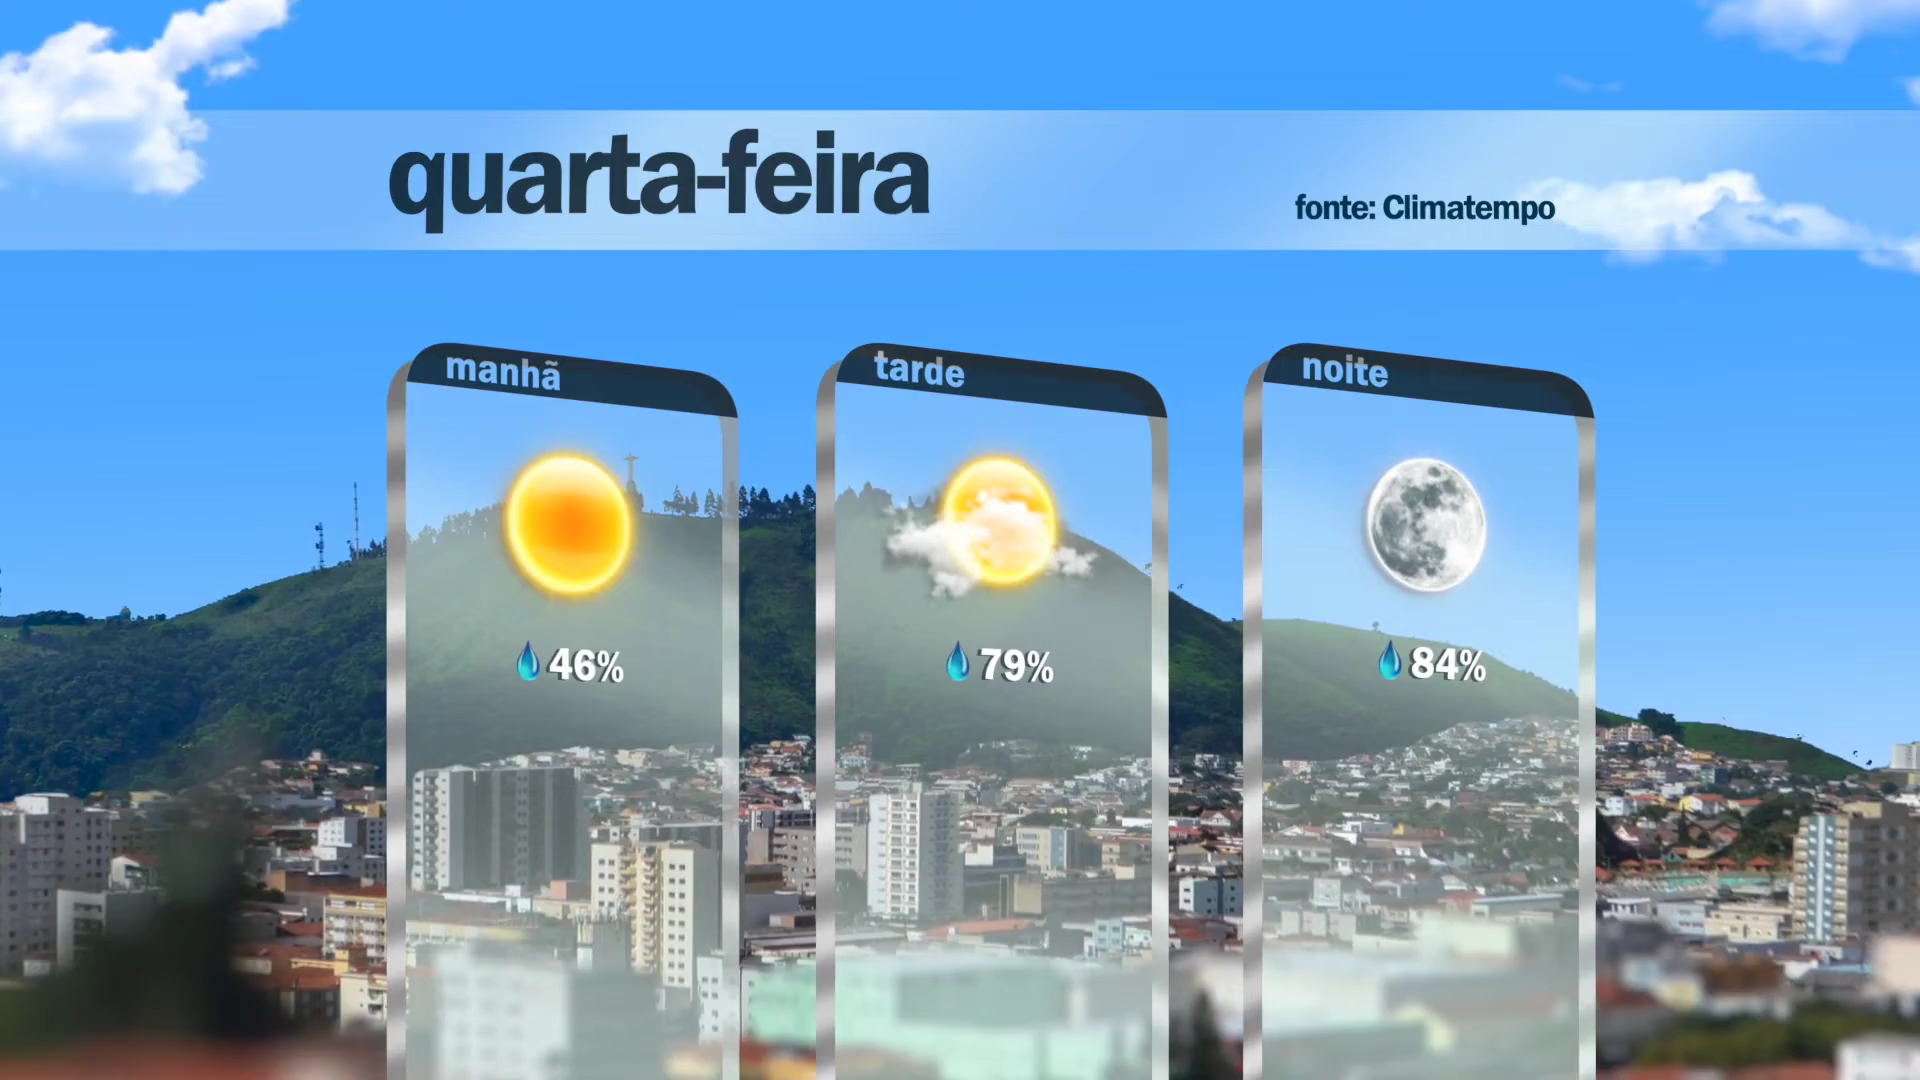 quarta-feira
fonte: Climatempo
manhã
tarde
noite
46%
79%
84%